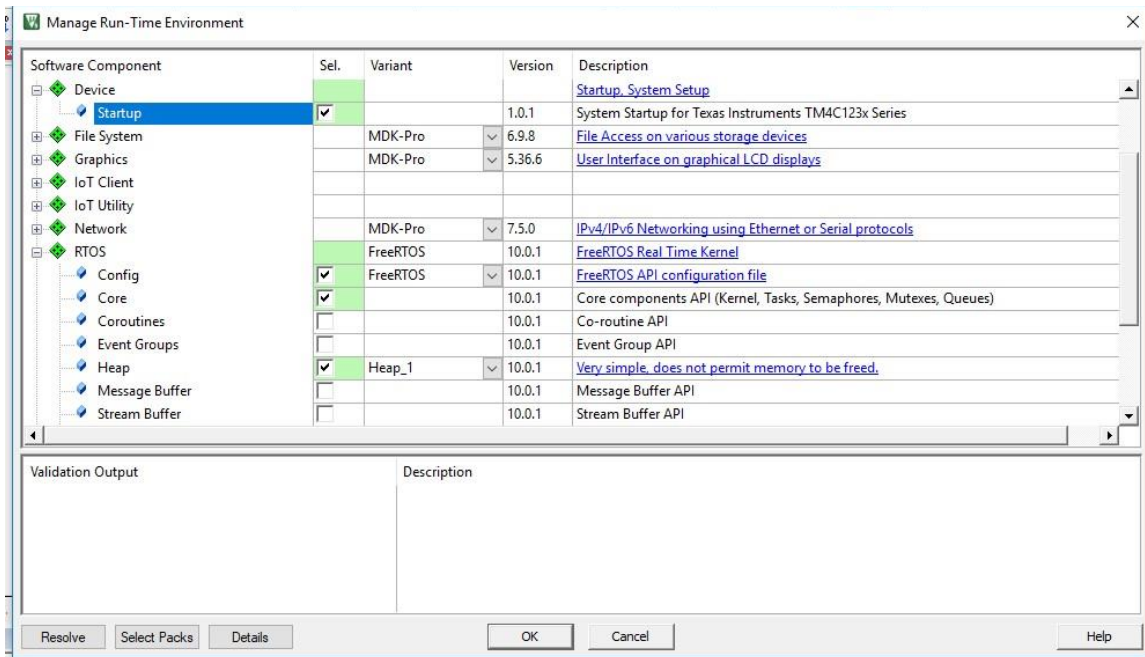 Manage Run-Time Environment
Software Component Sel. Variant Version Description
Device Startup, System Setup
Startup 1.0.1 System Startup for Texas Instruments TM4C123x Series
File System MDK-Pro 6.9.8 File Access on various storage devices
Graphics MDK-Pro 5.36.6 User Interface on graphical LCD displays
IoT Client
IoT Utility
Network MDK-Pro 7.5.0 IPv4/IPv6 Networking using Ethernet or Serial protocols
RTOS FreeRTOS 10.0.1 FreeRTOS Real Time Kernel
Config FreeRTOS 10.0.1 FreeRTOS API configuration file
Core 10.0.1 Core components API (Kernel, Tasks, Semaphores, Mutexes, Queues)
Coroutines 10.0.1 Co-routine API
Event Groups 10.0.1 Event Group API
Heap Heap_1 10.0.1 Very simple, does not permit memory to be freed.
Message Buffer 10.0.1 Message Buffer API
Stream Buffer 10.0.1 Stream Buffer API
Validation Output Description
Resolve Select Packs Details OK Cancel Help